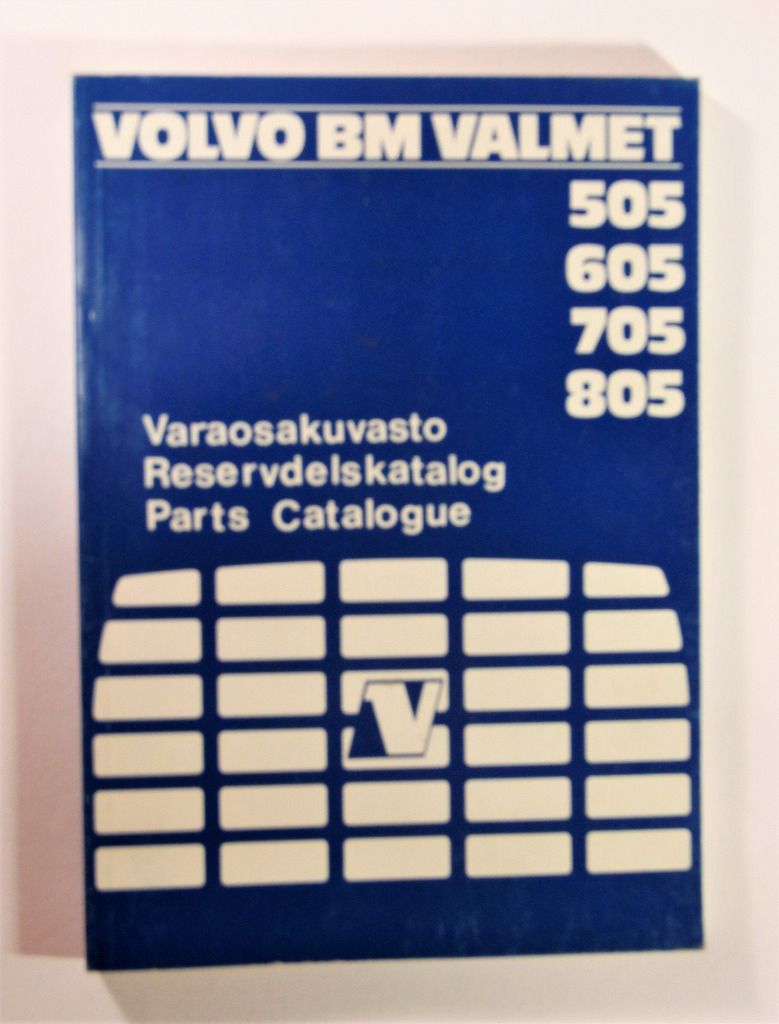 VOLVO BM VALMET
505
605
705
805
Varaosakuvasto
Reservdelskatalog
Parts Catalogue
V